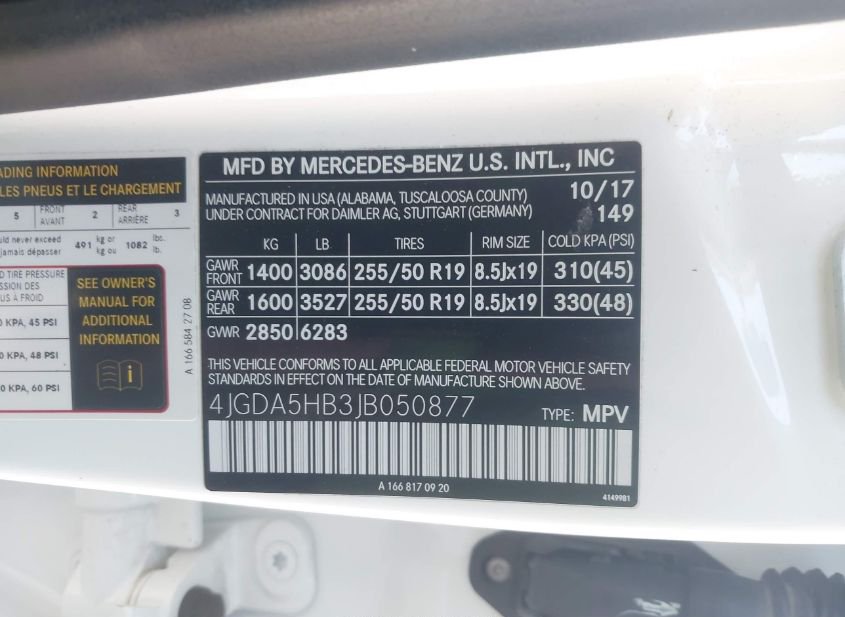 ADING INFORMATION
LES PNEUS ET LE CHARGEMENT
5 FRONT AVANT 2 REAR ARRIÈRE 3
uld never exceed
jamais dépasser 491 kg or kg ou 1082 lbs. lb.
D TIRE PRESSURE
SSION DES
S À FROID
0 KPA, 45 PSI
0 KPA, 48 PSI
0 KPA, 60 PSI
SEE OWNER'S
MANUAL FOR
ADDITIONAL
INFORMATION
i
A 166 584 27 08
MFD BY MERCEDES-BENZ U.S. INTL., INC
MANUFACTURED IN USA (ALABAMA, TUSCALOOSA COUNTY) 10/17
UNDER CONTRACT FOR DAIMLER AG, STUTTGART (GERMANY) 149
KG LB TIRES RIM SIZE COLD KPA (PSI)
GAWR FRONT 1400 3086 255/50 R19 8.5Jx19 310(45)
GAWR REAR 1600 3527 255/50 R19 8.5Jx19 330(48)
GVWR 2850 6283
THIS VEHICLE CONFORMS TO ALL APPLICABLE FEDERAL MOTOR VEHICLE SAFETY
STANDARDS IN EFFECT ON THE DATE OF MANUFACTURE SHOWN ABOVE.
4JGDA5HB3JB050877 TYPE: MPV
A 166 817 09 20
4149981